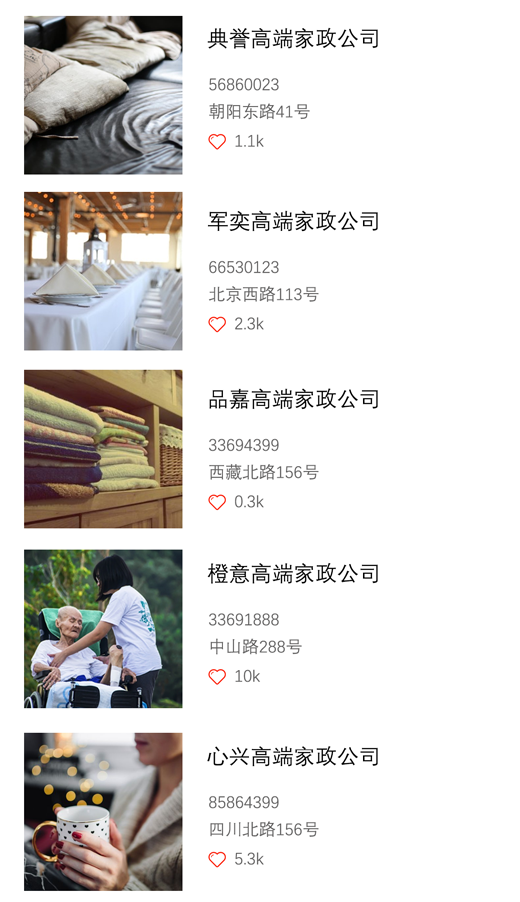 典誉高端家政公司
56860023
朝阳东路41号
1.1k
军奕高端家政公司
66530123
北京西路113号
2.3k
品嘉高端家政公司
33694399
西藏北路156号
0.3k
橙意高端家政公司
33691888
中山路288号
10k
心兴高端家政公司
85864399
四川北路156号
5.3k